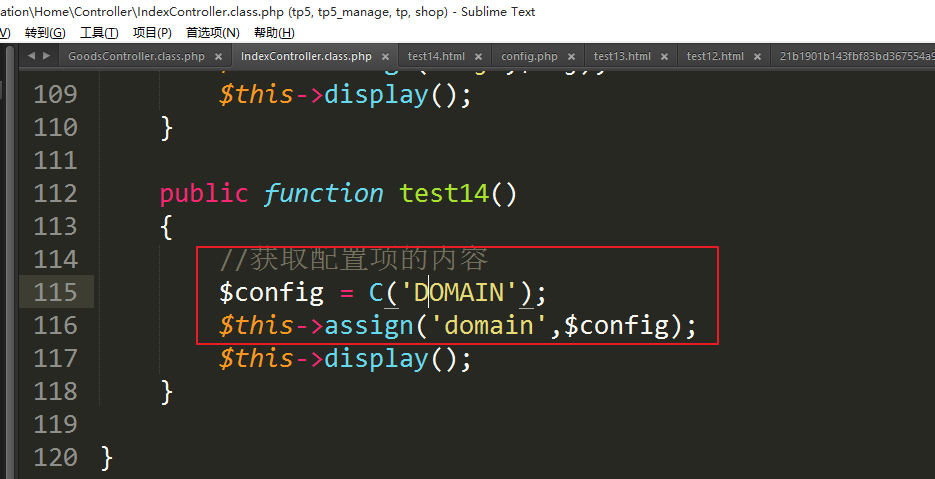 ation\Home\Controller\IndexController.class.php (tp5, tp5_manage, tp, shop) - Sublime Text
V) 转到(G) 工具(T) 项目(P) 首选项(N) 帮助(H)
GoodsController.class.php × IndexController.class.php × test14.html × config.php × test13.html × test12.html × 21b1901b143fbf83bd367554a9
109 $this->display();
110 }
111
112 public function test14()
113 {
114 //获取配置项的内容
115 $config = C('DOMAIN');
116 $this->assign('domain',$config);
117 $this->display();
118 }
119
120 }